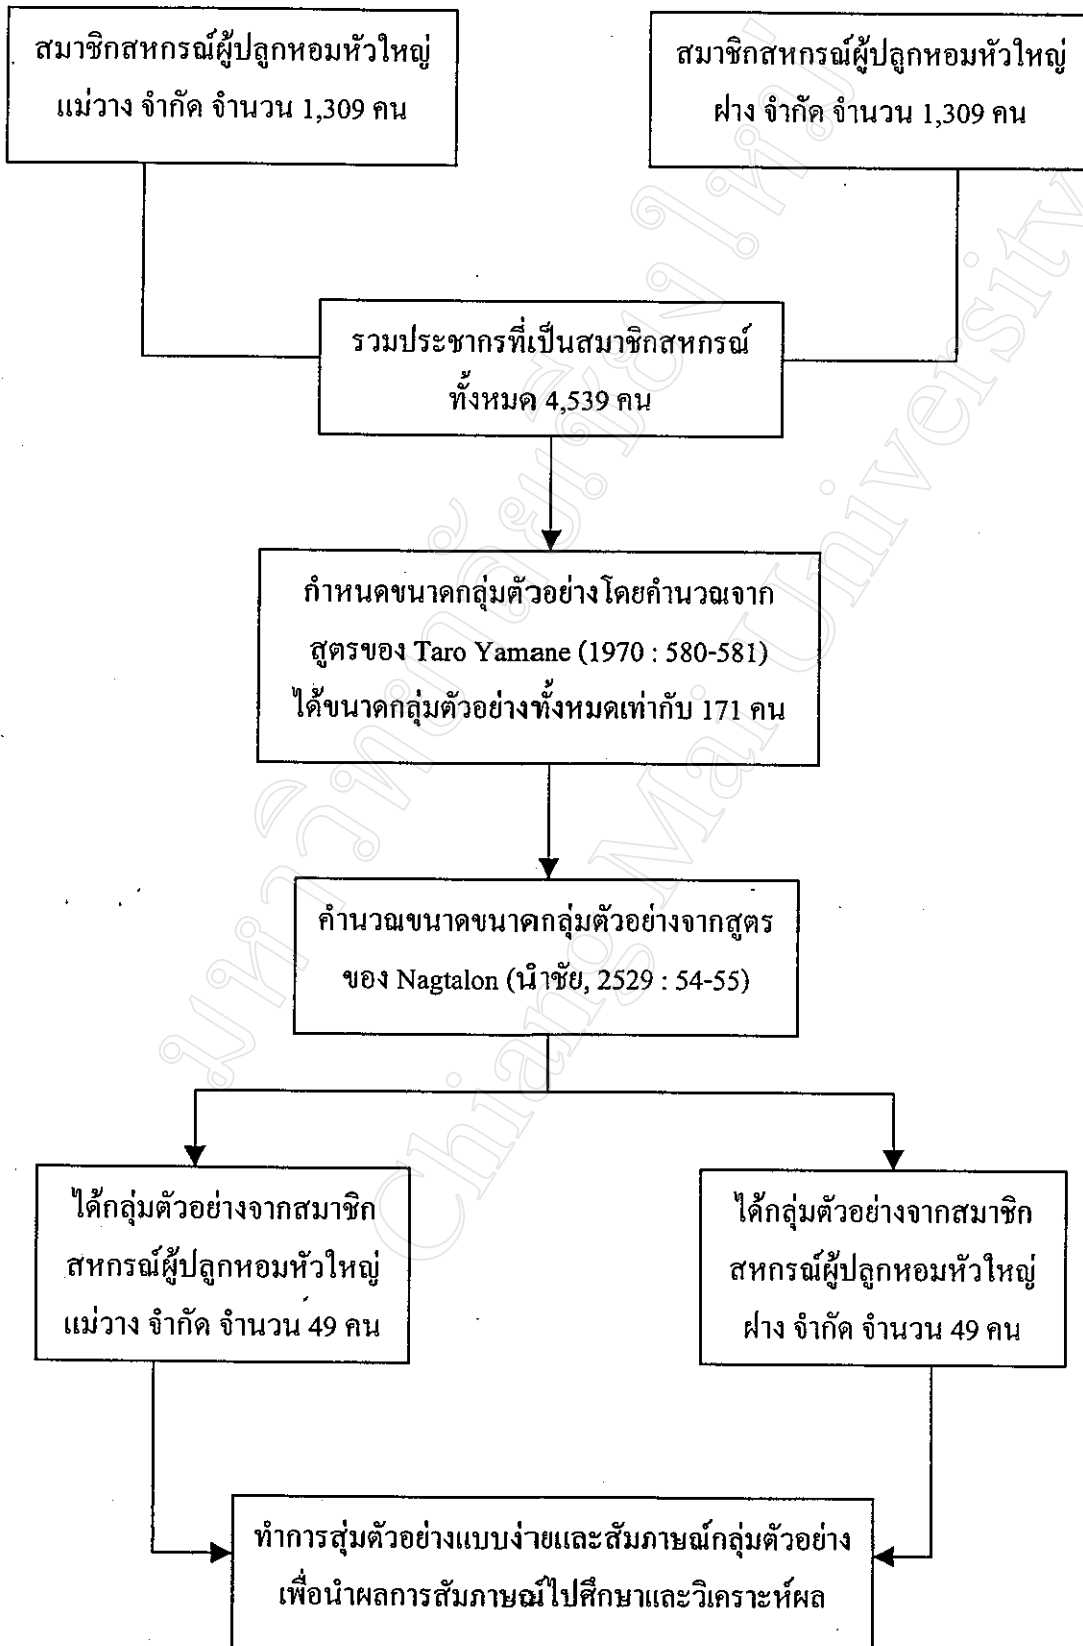 สมาชิกสหกรณ์ผู้ปลูกหอมหัวใหญ่
แม่วาง จำกัด จำนวน 1,309 คน
สมาชิกสหกรณ์ผู้ปลูกหอมหัวใหญ่
ฝาง จำกัด จำนวน 1,309 คน
รวมประชากรที่เป็นสมาชิกสหกรณ์
ทั้งหมด 4,539 คน
กำหนดขนาดกลุ่มตัวอย่างโดยคำนวณจาก
สูตรของ Taro Yamane (1970 : 580-581)
ได้ขนาดกลุ่มตัวอย่างทั้งหมดเท่ากับ 171 คน
คำนวณขนาดขนาดกลุ่มตัวอย่างจากสูตร
ของ Nagtalon (นำชัย, 2529 : 54-55)
ได้กลุ่มตัวอย่างจากสมาชิก
สหกรณ์ผู้ปลูกหอมหัวใหญ่
แม่วาง จำกัด จำนวน 49 คน
ได้กลุ่มตัวอย่างจากสมาชิก
สหกรณ์ผู้ปลูกหอมหัวใหญ่
ฝาง จำกัด จำนวน 49 คน
ทำการสุ่มตัวอย่างแบบง่ายและสัมภาษณ์กลุ่มตัวอย่าง
เพื่อนำผลการสัมภาษณ์ไปศึกษาและวิเคราะห์ผล
มหาวิทยาลัยเชียงใหม่
Chiang Mai University